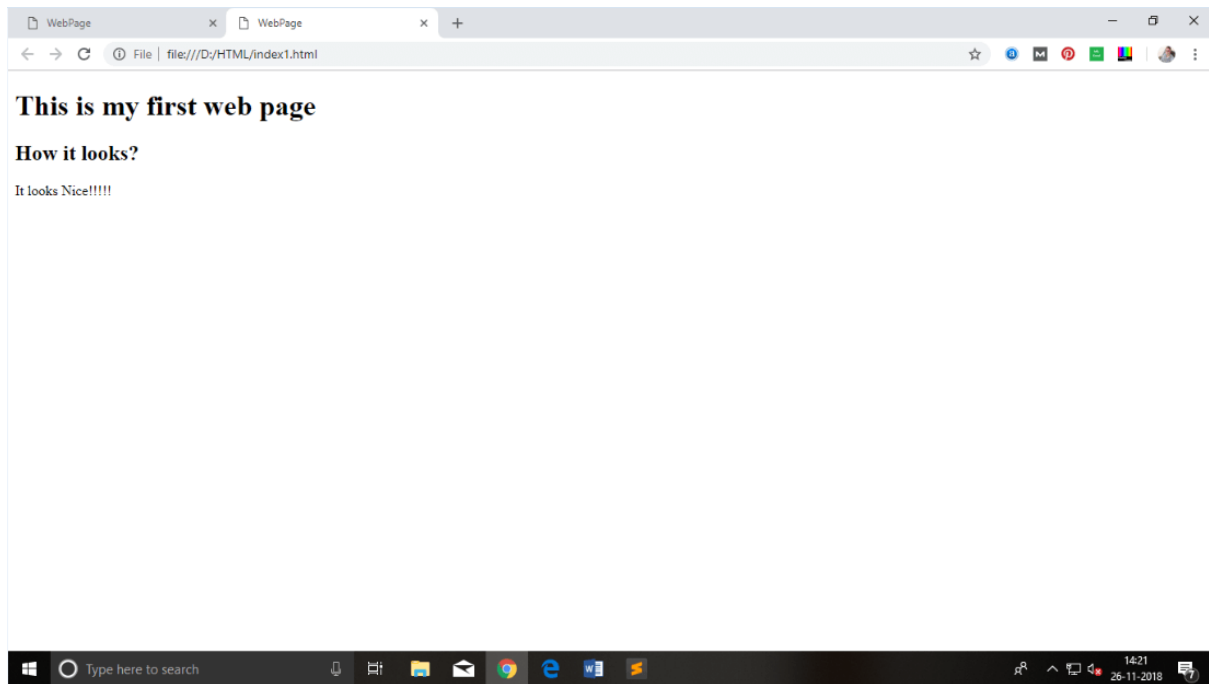 WebPage
WebPage
File
file:///D:/HTML/index1.html
This is my first web page
How it looks?
It looks Nice!!!!!
Type here to search
14:21
26-11-2018
7